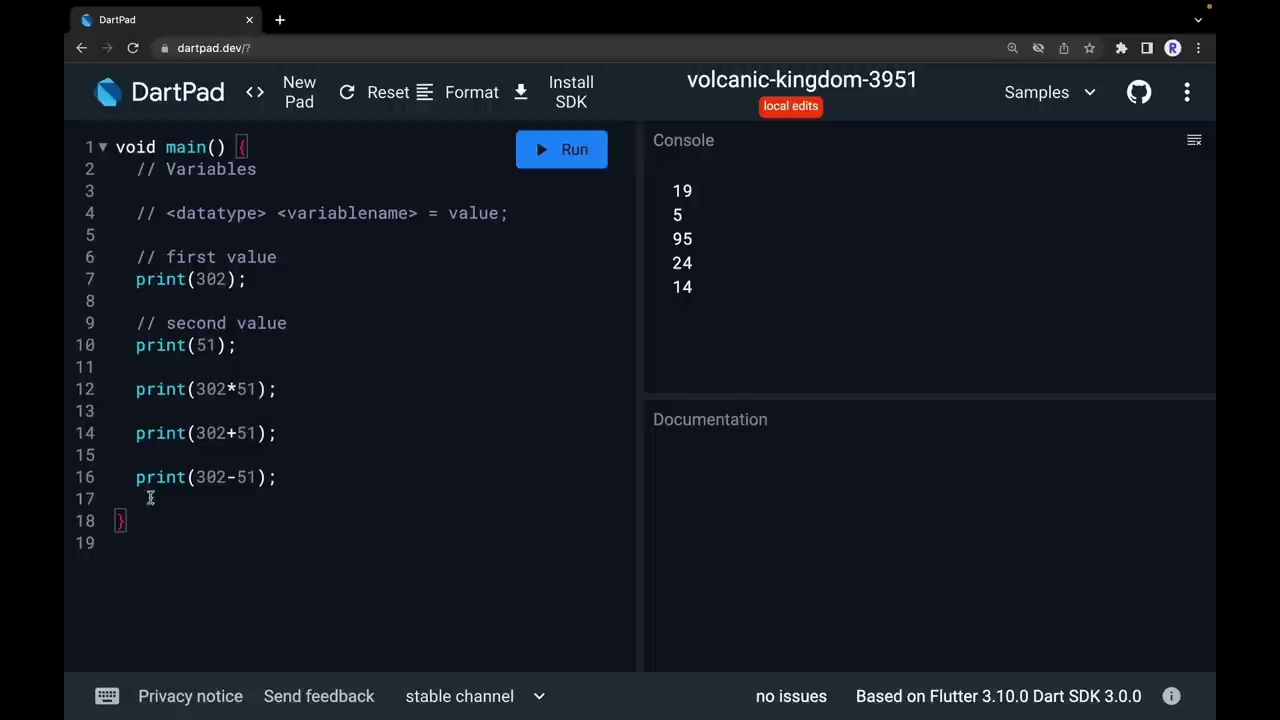 DartPad
dartpad.dev/?
R
DartPad
<>
New Pad
Reset
Format
Install SDK
volcanic-kingdom-3951
local edits
Samples
1 void main() {
2 // Variables
3
4 // <datatype> <variablename> = value;
5
6 // first value
7 print(302);
8
9 // second value
10 print(51);
11
12 print(302*51);
13
14 print(302+51);
15
16 print(302-51);
17
18 }
19
Run
Console
19
5
95
24
14
Documentation
Privacy notice
Send feedback
stable channel
no issues
Based on Flutter 3.10.0 Dart SDK 3.0.0